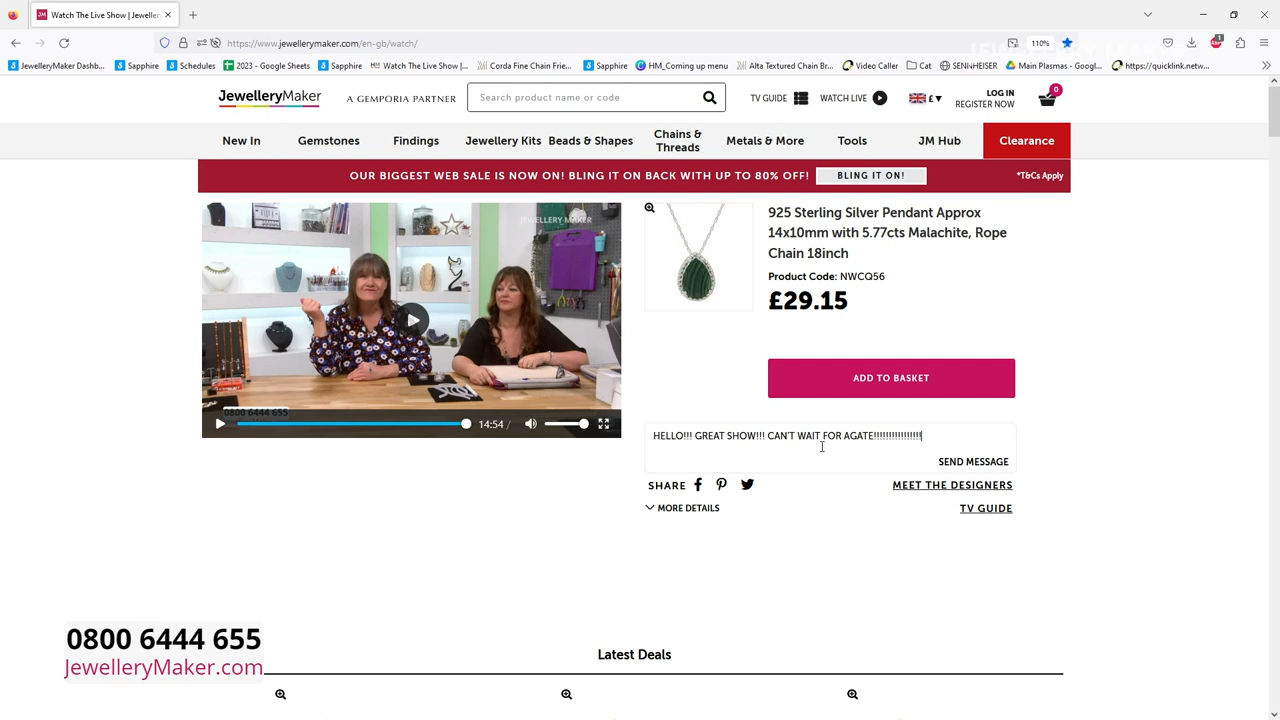 Watch The Live Show | Jeweller
https://www.jewellerymaker.com/en.gb/watch/
110%
1
JewelleryMaker Dashb...
Sapphire
Schedules
2023 - Google Sheets
Sapphire
Watch The Live Show |...
Corda Fine Chain Frie...
Sapphire
HM_Coming up menu
Alta Textured Chain Br...
Video Caller
Cat
SENNHEISER
Main Plasmas - Googl...
https://quicklink.netw...
JewelleryMaker
A GEMPORIA PARTNER
Search product name or code
TV GUIDE
WATCH LIVE
£
LOG IN
REGISTER NOW
0
New In
Gemstones
Findings
Jewellery Kits
Beads & Shapes
Chains &
Threads
Metals & More
Tools
JM Hub
Clearance
OUR BIGGEST WEB SALE IS NOW ON! BLING IT ON BACK WITH UP TO 80% OFF!
BLING IT ON!
*T&Cs Apply
JEWELLERY MAKER
0800 6444 655
14:54 /
925 Sterling Silver Pendant Approx
14x10mm with 5.77cts Malachite, Rope
Chain 18inch
Product Code: NWCQ56
£29.15
ADD TO BASKET
HELLO!!! GREAT SHOW!!! CAN'T WAIT FOR AGATE!!!!!!!!!!!!!!!!
SEND MESSAGE
SHARE
MEET THE DESIGNERS
MORE DETAILS
TV GUIDE
0800 6444 655
JewelleryMaker.com
Latest Deals